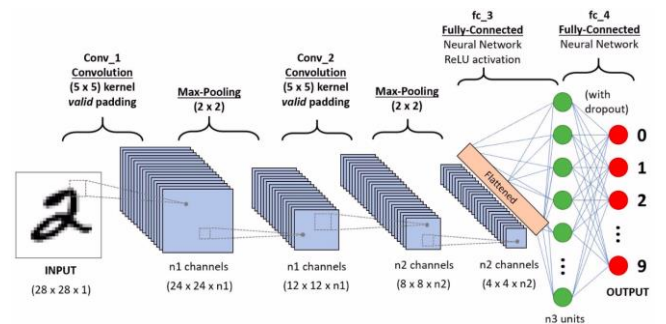 Conv_1
Convolution
(5 x 5) kernel
valid padding
Max-Pooling
(2 x 2)
Conv_2
Convolution
(5 x 5) kernel
valid padding
Max-Pooling
(2 x 2)
fc_3
Fully-Connected
Neural Network
ReLU activation
fc_4
Fully-Connected
Neural Network
(with
dropout)
2
INPUT
(28 x 28 x 1)
n1 channels
(24 x 24 x n1)
n1 channels
(12 x 12 x n1)
n2 channels
(8 x 8 x n2)
n2 channels
(4 x 4 x n2)
Flattened
n3 units
0
1
2
9
OUTPUT